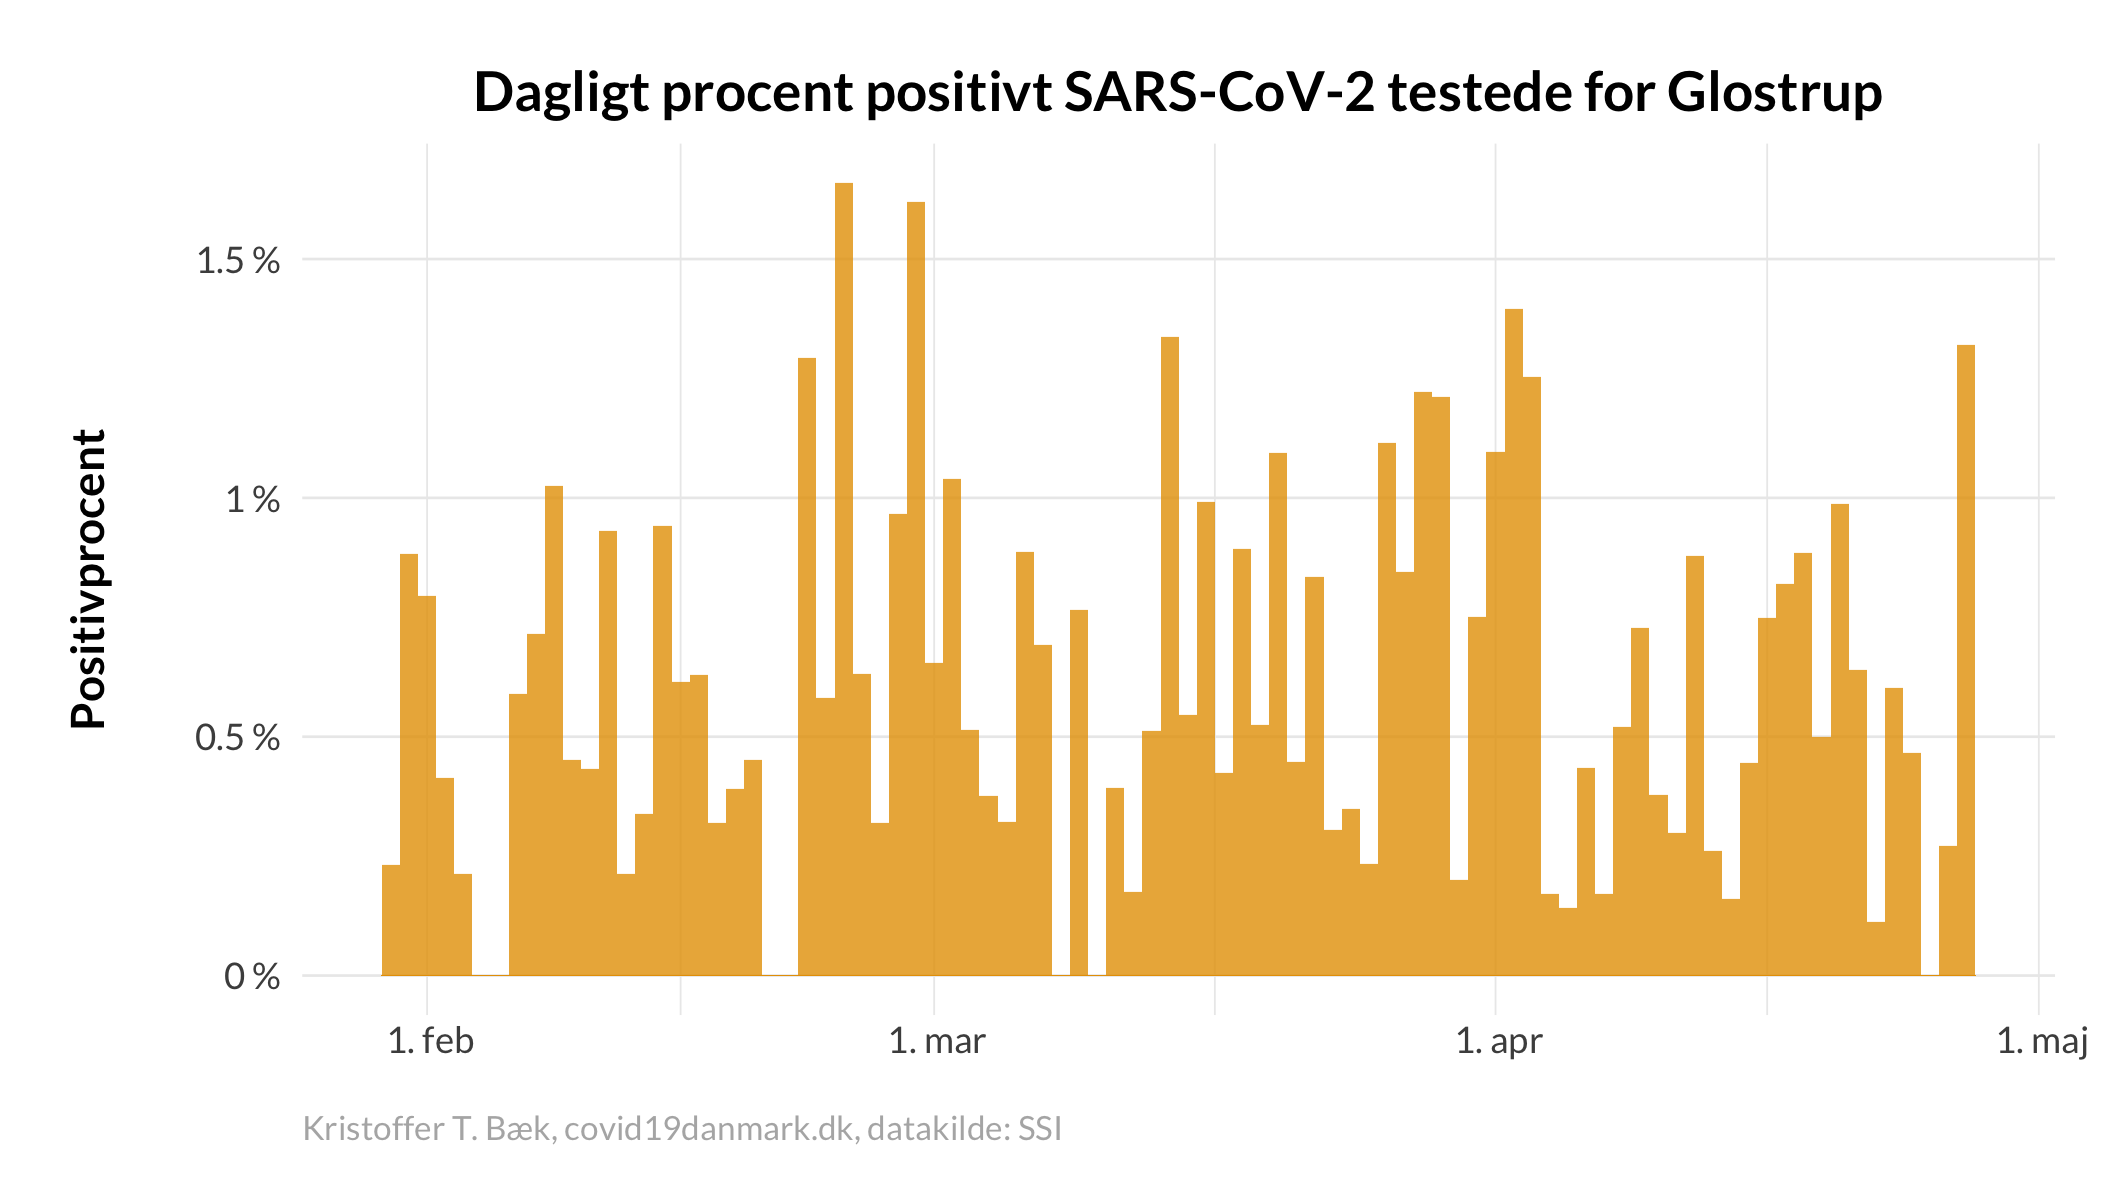 Dagligt procent positivt SARS-CoV-2 testede for Glostrup
Positivprocent
1.5 %
1 %
0.5 %
0 %
1. feb
1. mar
1. apr
1. maj
Kristoffer T. Bæk, covid19danmark.dk, datakilde: SSI